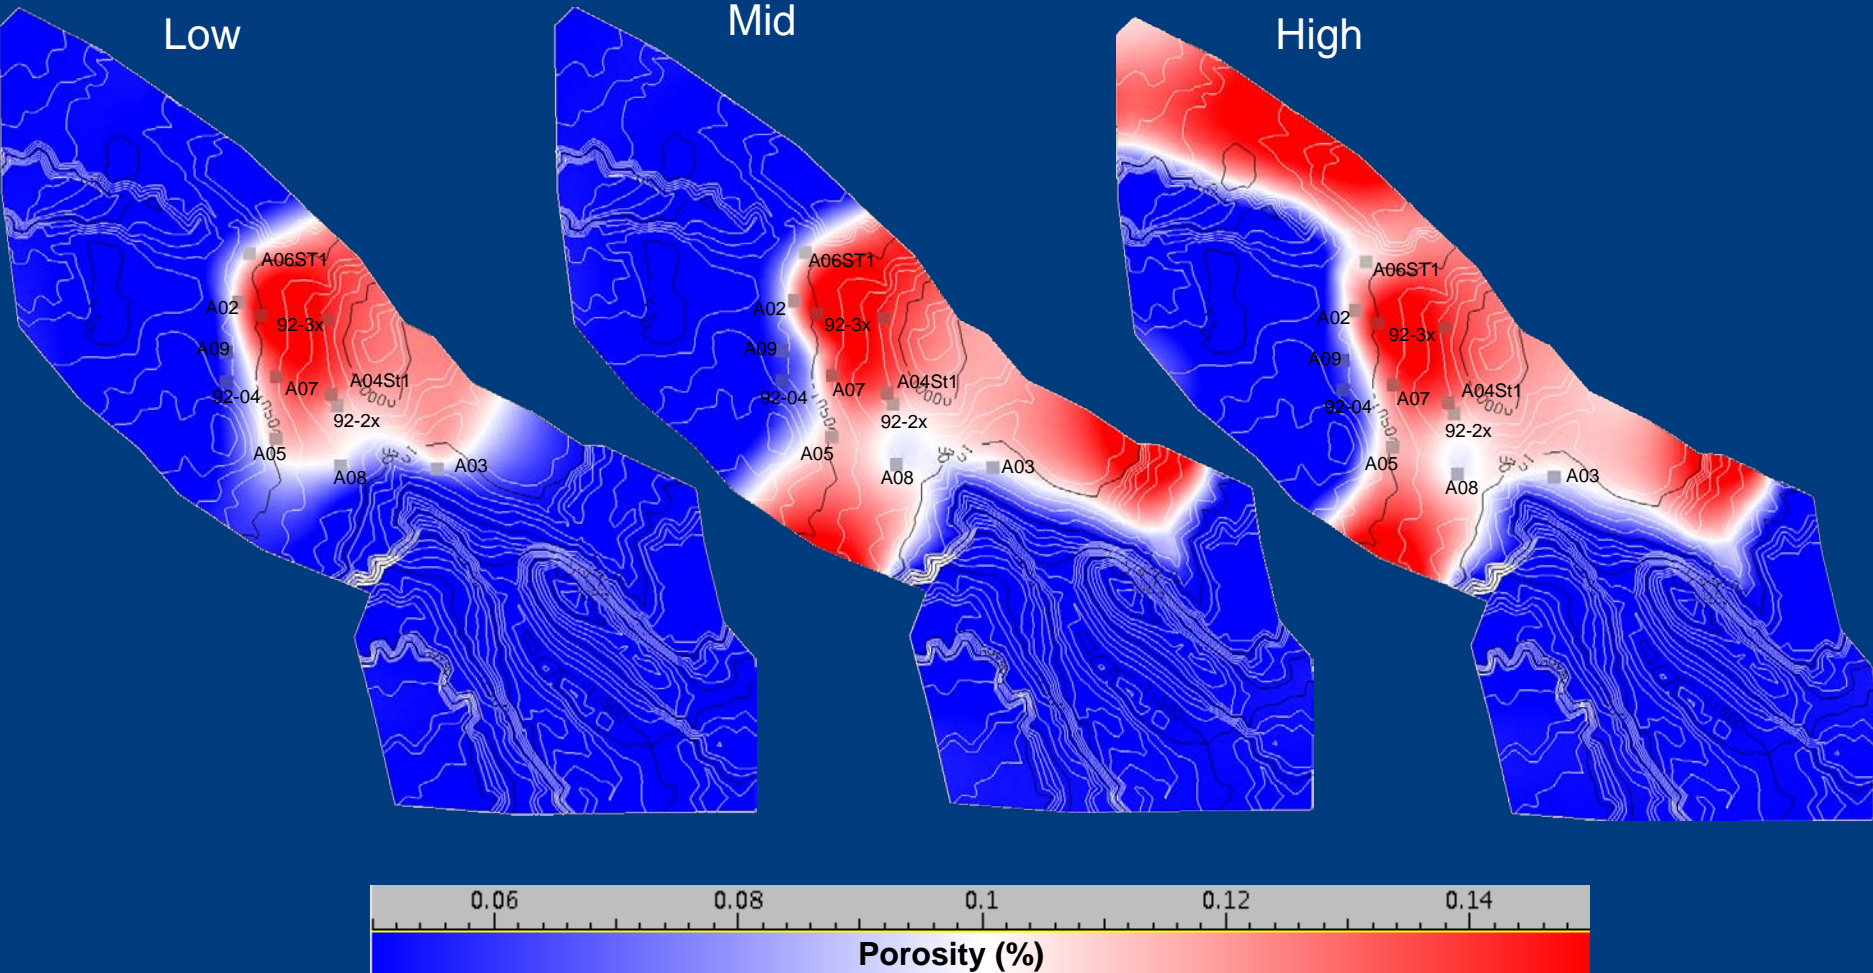 Low
Mid
High
A06ST1
A02
92-3x
A09
92-04
A07
A04St1
92-2x
A05
A08
A03
A06ST1
A02
92-3x
A09
92-04
A07
A04St1
92-2x
A05
A08
A03
A06ST1
A02
92-3x
A09
92-04
A07
A04St1
92-2x
A05
A08
A03
0.06 0.08 0.1 0.12 0.14
Porosity (%)